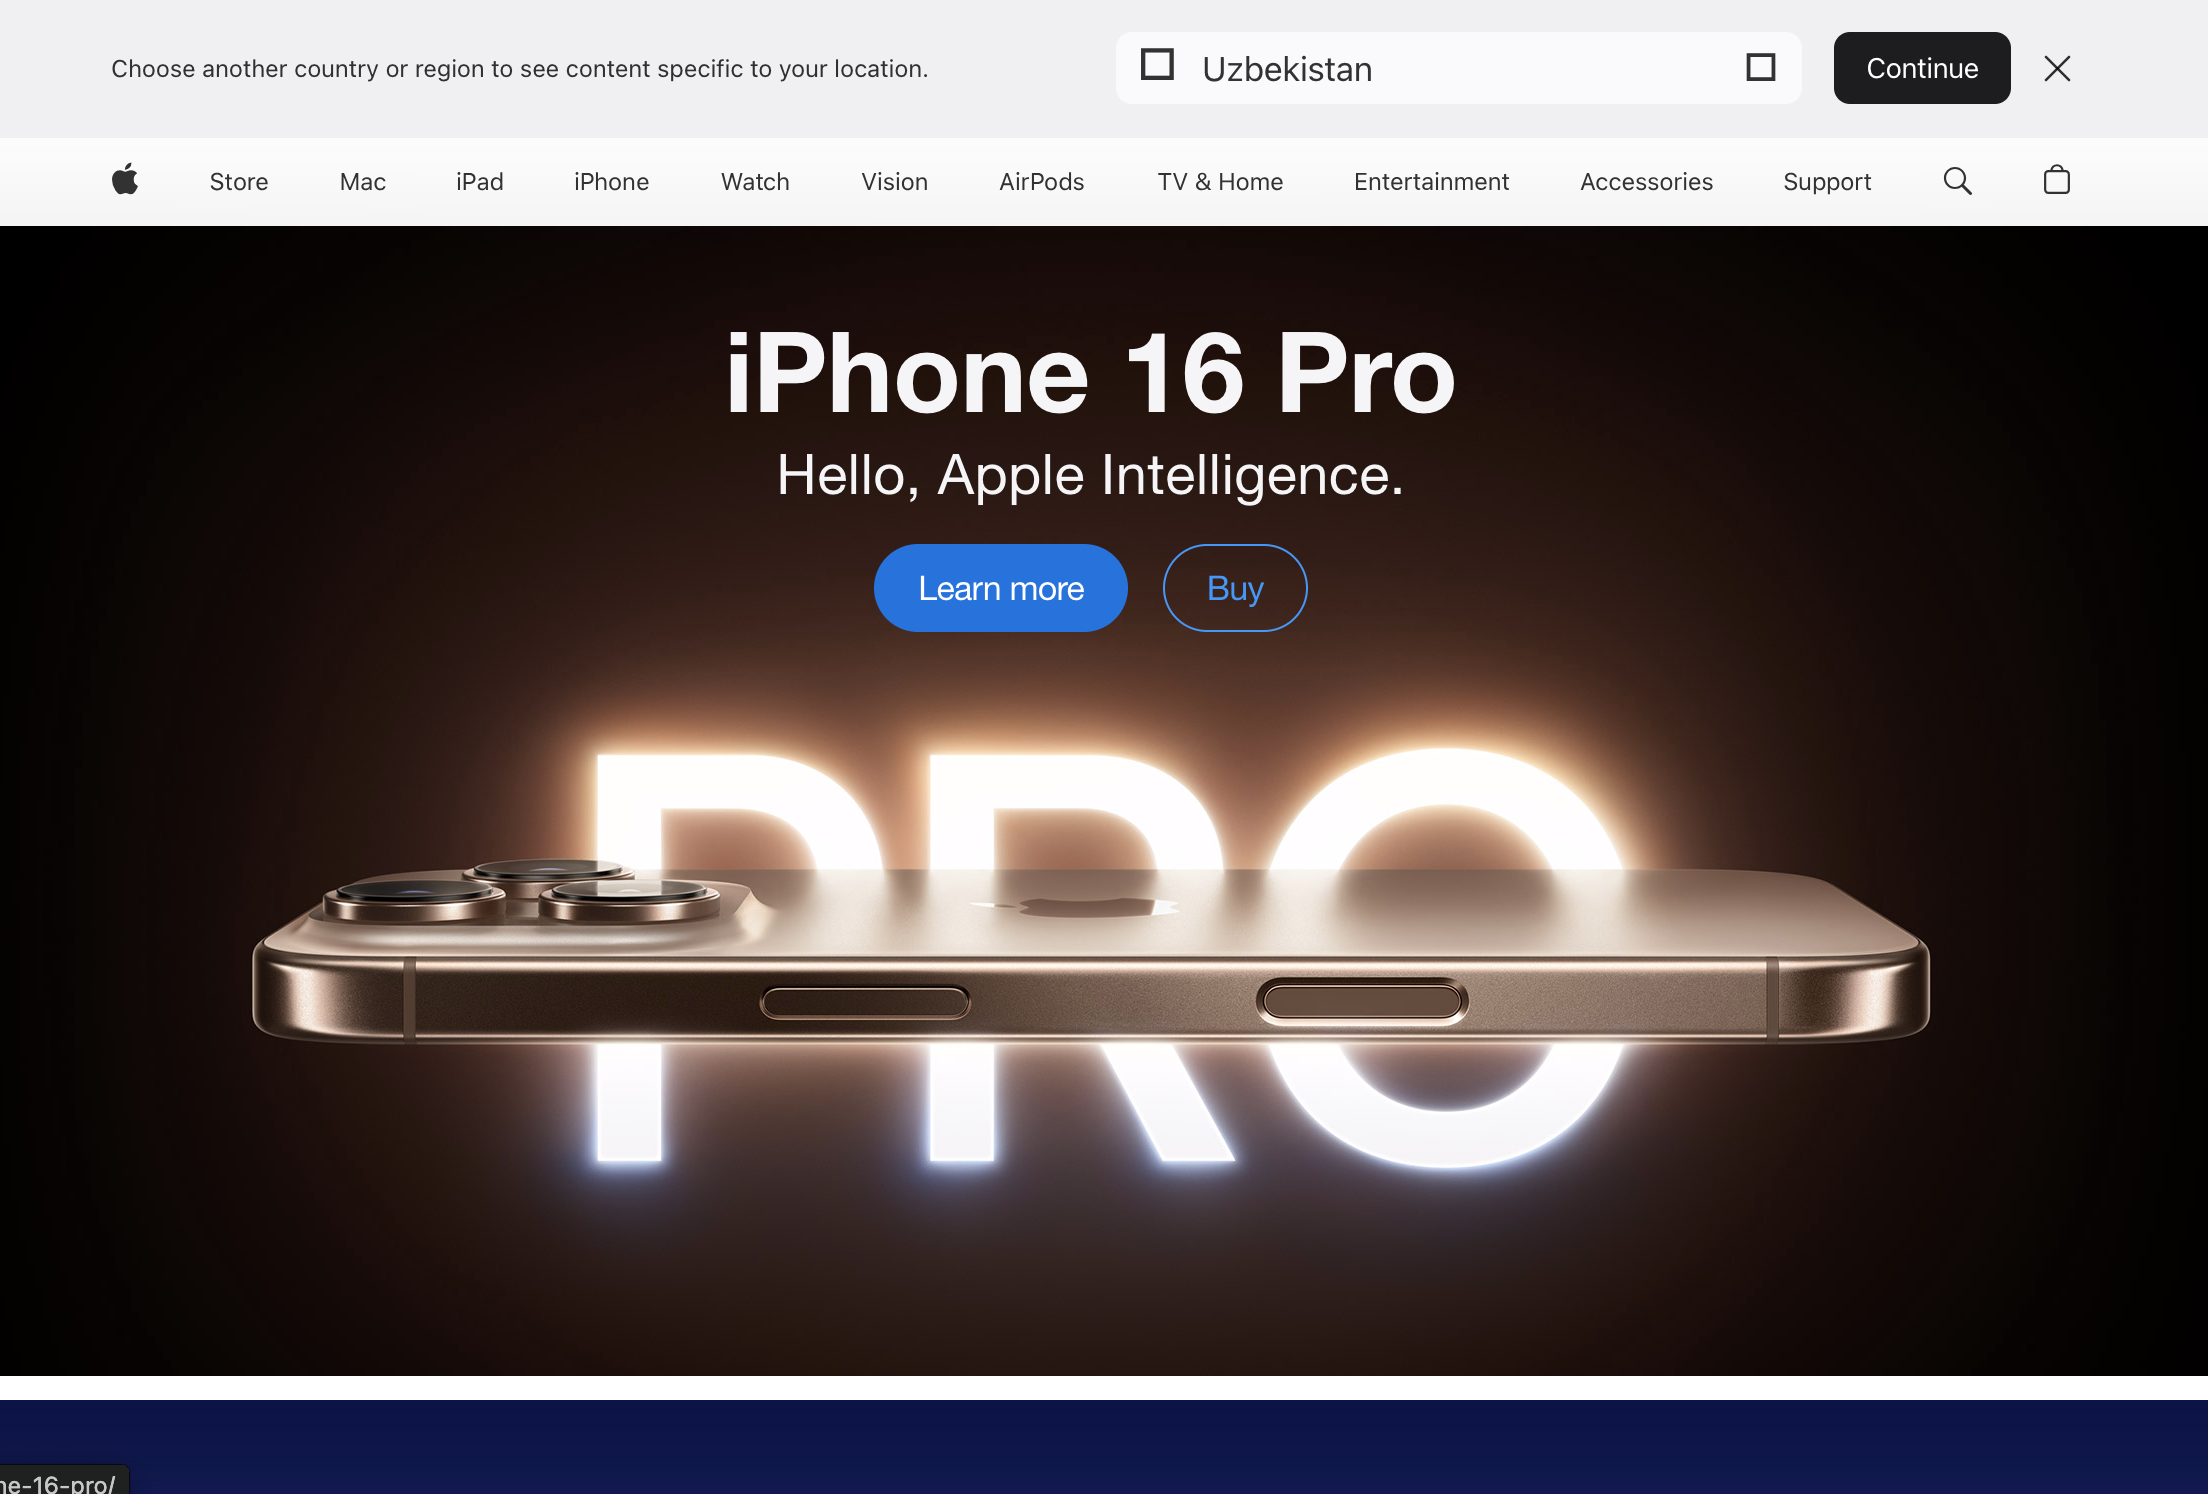 Choose another country or region to see content specific to your location.
Uzbekistan
Continue
Store Mac iPad iPhone Watch Vision AirPods TV & Home Entertainment Accessories Support
iPhone 16 Pro
Hello, Apple Intelligence.
Learn more Buy
PRO
ne-16-pro/